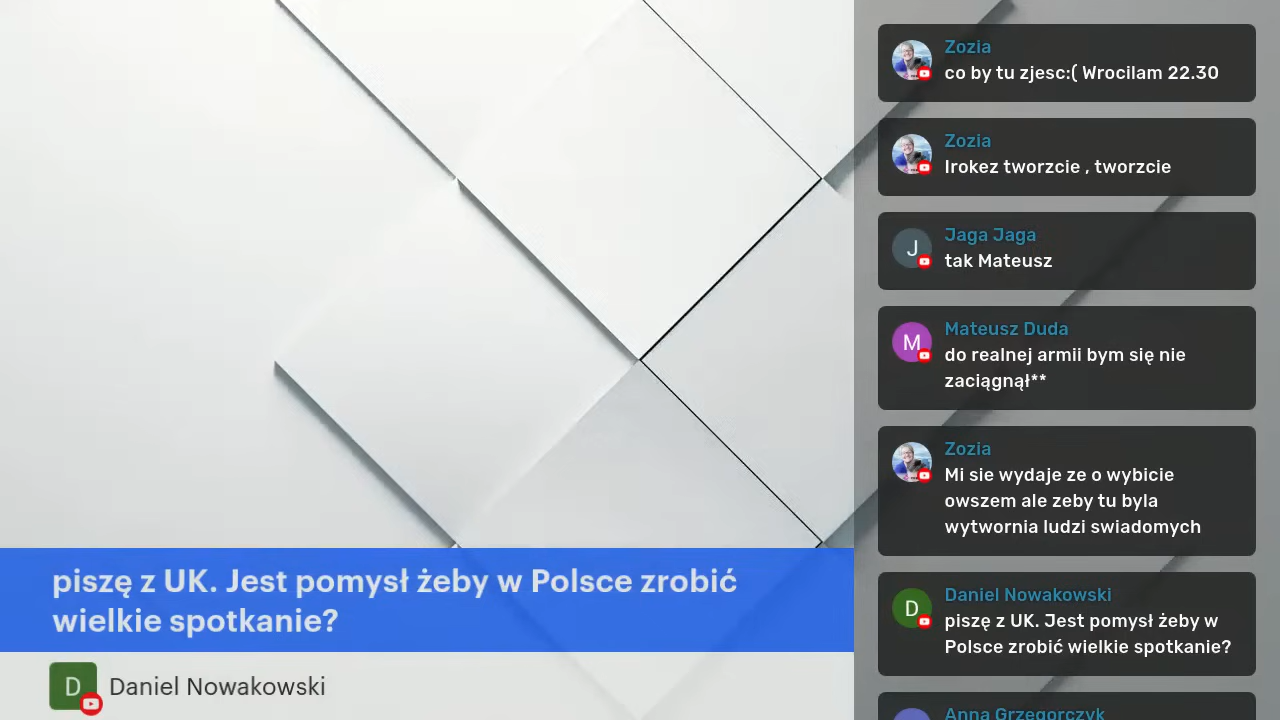 piszę z UK. Jest pomysł żeby w Polsce zrobić
wielkie spotkanie?
D
Daniel Nowakowski
Zozia
co by tu zjesc:( Wrocilam 22.30
Zozia
Irokez tworzcie , tworzcie
J
Jaga Jaga
tak Mateusz
M
Mateusz Duda
do realnej armii bym się nie
zaciągnął**
Zozia
Mi sie wydaje ze o wybicie
owszem ale zeby tu byla
wytwornia ludzi swiadomych
D
Daniel Nowakowski
piszę z UK. Jest pomysł żeby w
Polsce zrobić wielkie spotkanie?
Anna Grzegorczyk